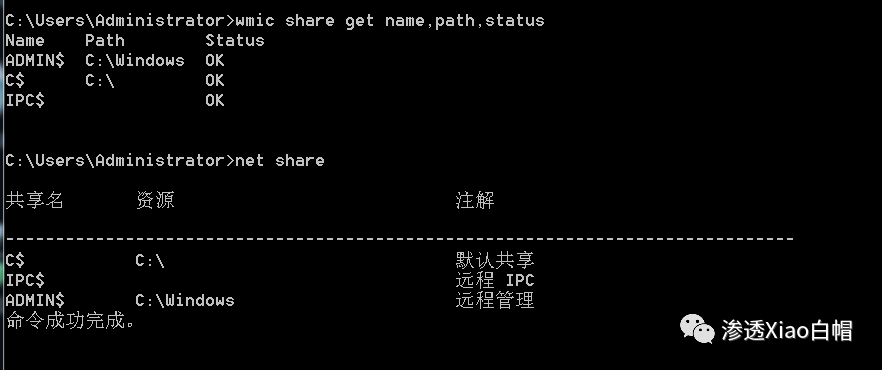 C:\Users\Administrator>wmic share get name,path,status
Name    Path        Status
ADMIN$  C:\Windows  OK
C$      C:\         OK
IPC$                OK
C:\Users\Administrator>net share
共享名       资源                            注解
-------------------------------------------------------------------------------
C$           C:\                             默认共享
IPC$                                         远程 IPC
ADMIN$       C:\Windows                      远程管理
命令成功完成。
渗透Xiao白帽